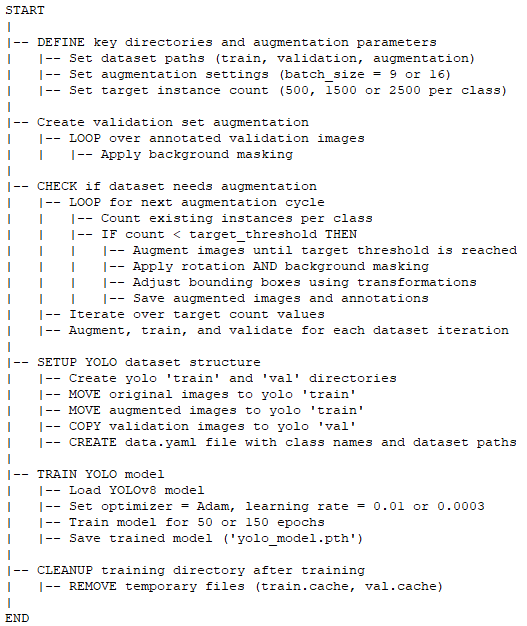 START
|
|-- DEFINE key directories and augmentation parameters
|   |-- Set dataset paths (train, validation, augmentation)
|   |-- Set augmentation settings (batch_size = 9 or 16)
|   |-- Set target instance count (500, 1500 or 2500 per class)
|
|-- Create validation set augmentation
|   |-- LOOP over annotated validation images
|   |   |-- Apply background masking
|
|-- CHECK if dataset needs augmentation
|   |-- LOOP for next augmentation cycle
|   |   |-- Count existing instances per class
|   |   |-- IF count < target_threshold THEN
|   |   |   |-- Augment images until target threshold is reached
|   |   |   |-- Apply rotation AND background masking
|   |   |   |-- Adjust bounding boxes using transformations
|   |   |   |-- Save augmented images and annotations
|   |-- Iterate over target count values
|   |-- Augment, train, and validate for each dataset iteration
|
|-- SETUP YOLO dataset structure
|   |-- Create yolo 'train' and 'val' directories
|   |-- MOVE original images to yolo 'train'
|   |-- MOVE augmented images to yolo 'train'
|   |-- COPY validation images to yolo 'val'
|   |-- CREATE data.yaml file with class names and dataset paths
|
|-- TRAIN YOLO model
|   |-- Load YOLOv8 model
|   |-- Set optimizer = Adam, learning rate = 0.01 or 0.0003
|   |-- Train model for 50 or 150 epochs
|   |-- Save trained model ('yolo_model.pth')
|
|-- CLEANUP training directory after training
|   |-- REMOVE temporary files (train.cache, val.cache)
|
END